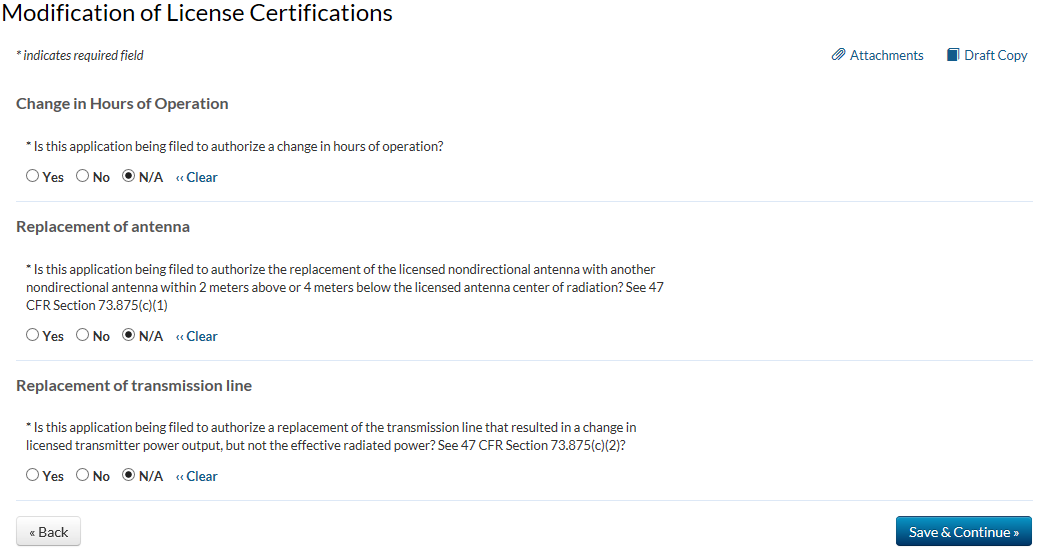 Modification of License Certifications
* indicates required field
Attachments
Draft Copy
Change in Hours of Operation
* Is this application being filed to authorize a change in hours of operation?
Yes No N/A ‹‹ Clear
Replacement of antenna
* Is this application being filed to authorize the replacement of the licensed nondirectional antenna with another
nondirectional antenna within 2 meters above or 4 meters below the licensed antenna center of radiation? See 47
CFR Section 73.875(c)(1)
Yes No N/A ‹‹ Clear
Replacement of transmission line
* Is this application being filed to authorize a replacement of the transmission line that resulted in a change in
licensed transmitter power output, but not the effective radiated power? See 47 CFR Section 73.875(c)(2)?
Yes No N/A ‹‹ Clear
« Back
Save & Continue »